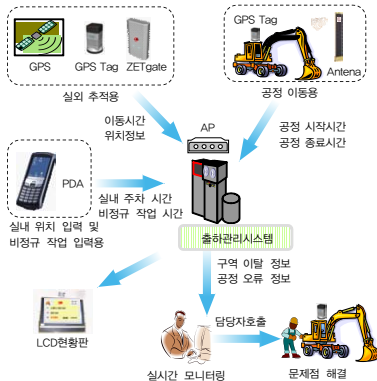 GPS GPS Tag ZETgate
실외 추적용
GPS Tag
Antena
공정 이동용
이동시간
위치정보
AP
공정 시작시간
공정 종료시간
PDA
실내 위치 입력 및
비정규 작업 입력용
실내 주차 시간
비정규 작업 시간
출하관리시스템
구역 이탈 정보
공정 오류 정보
LCD현황판
담당자호출
실시간 모니터링
문제점 해결